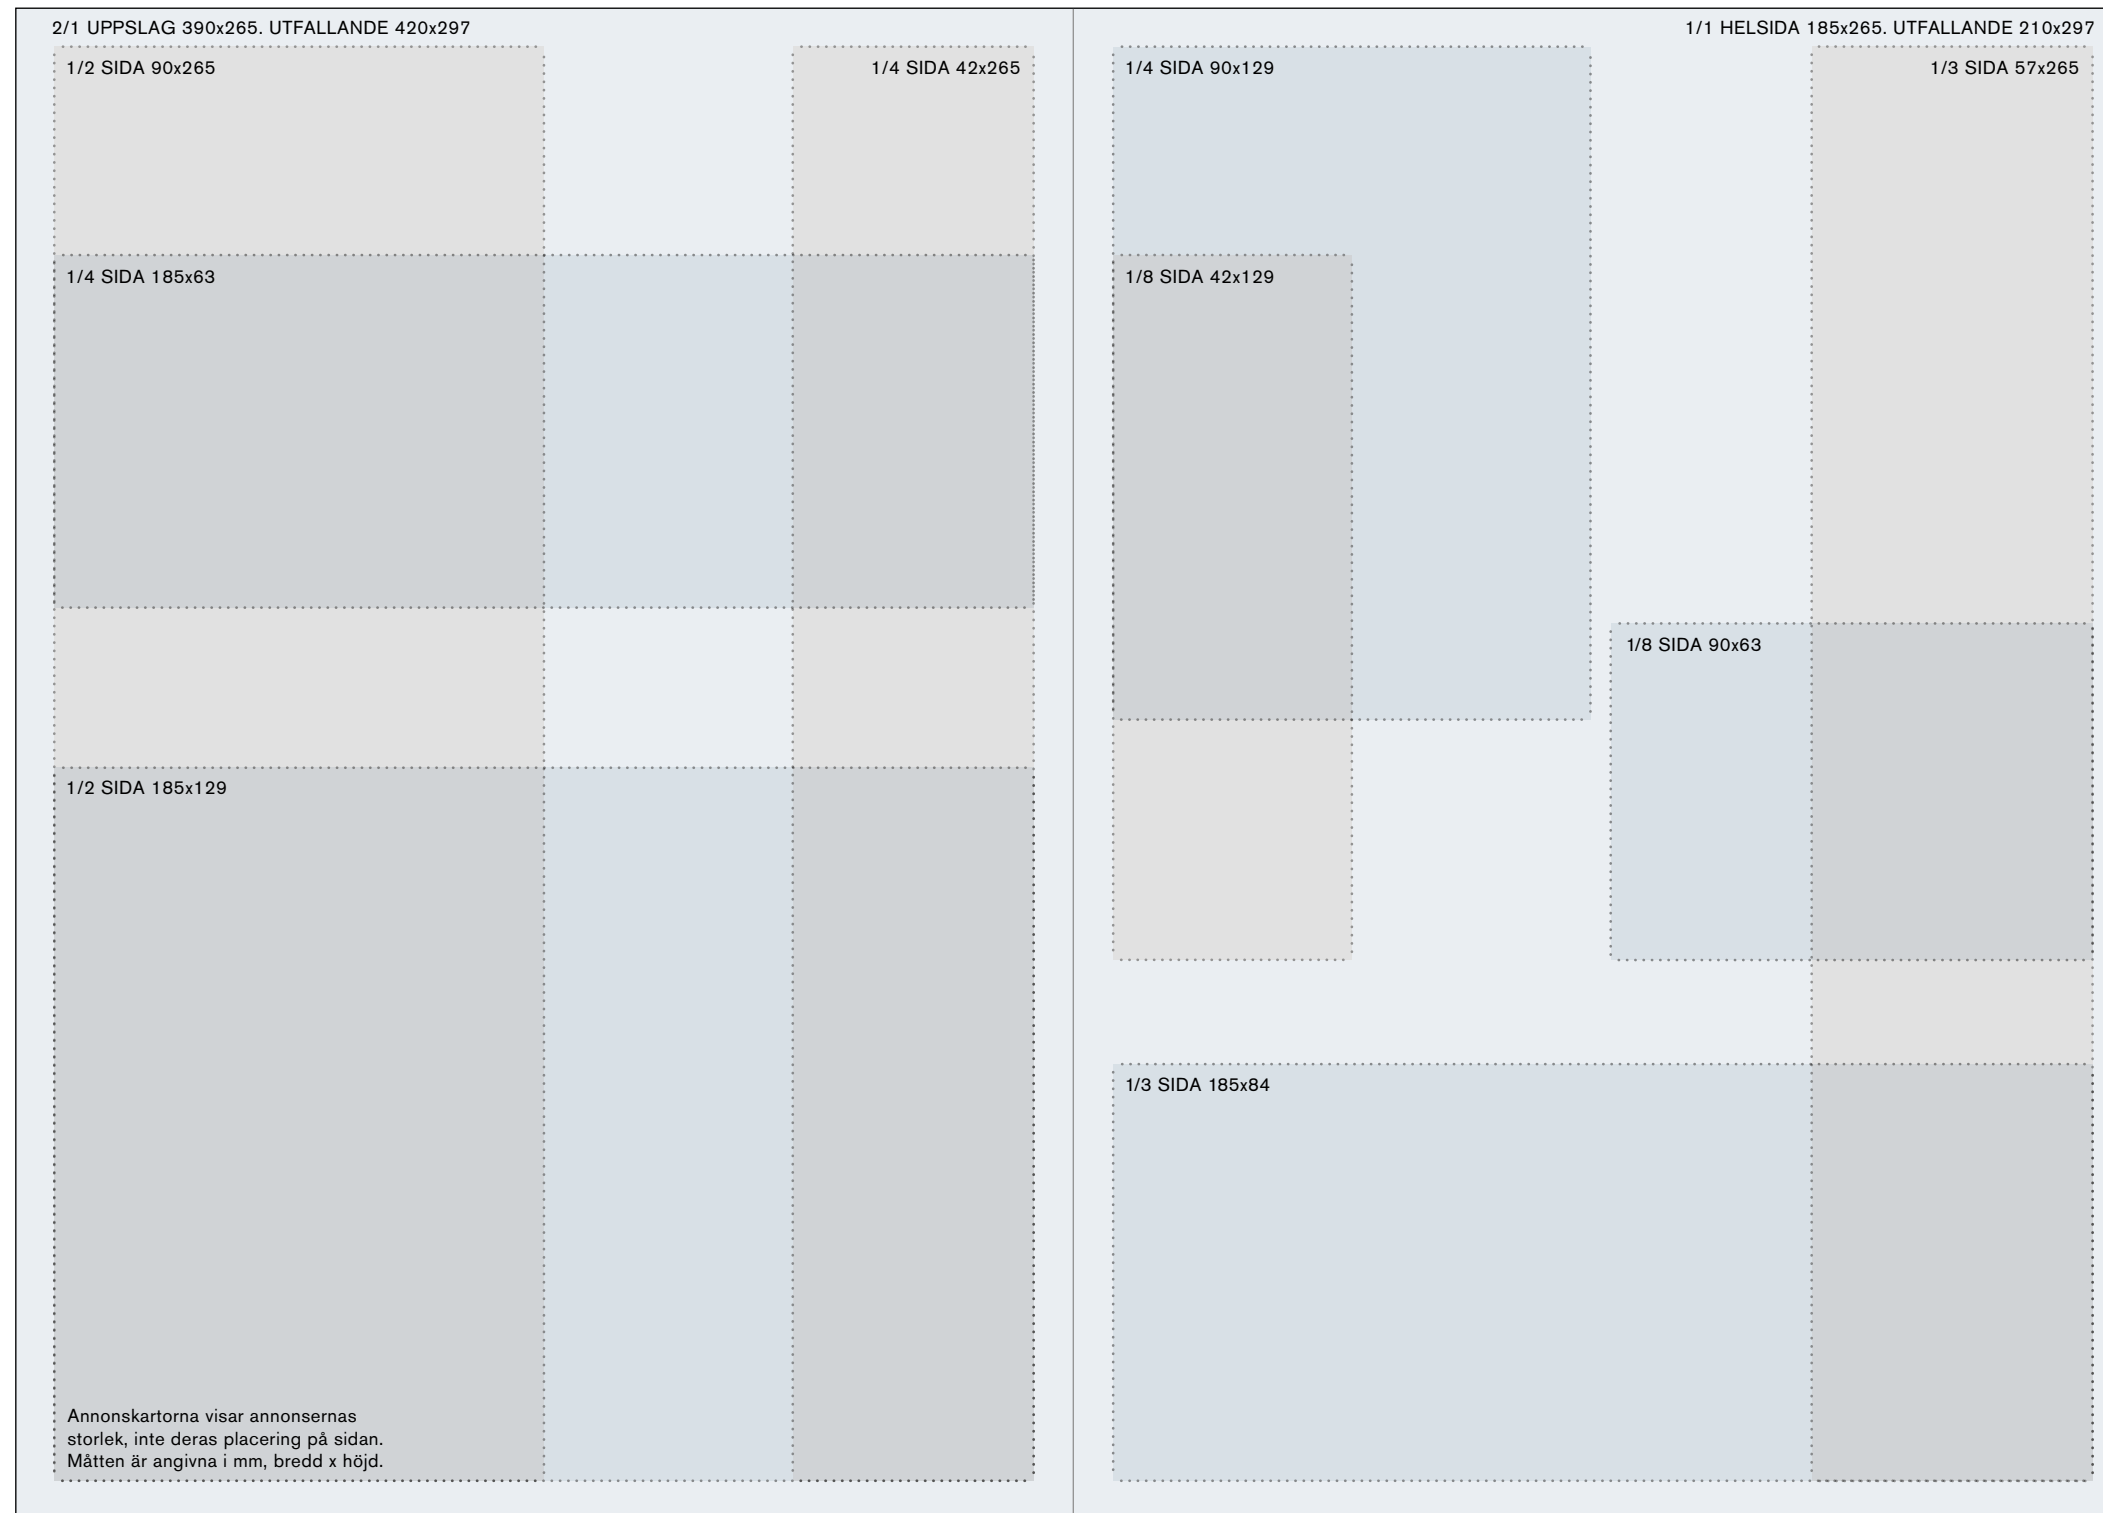 2/1 UPPSLAG 390x265. UTFALLANDE 420x297
1/2 SIDA 90x265
1/4 SIDA 42x265
1/4 SIDA 185x63
1/2 SIDA 185x129
Annonskartorna visar annonsernas
storlek, inte deras placering på sidan.
Måtten är angivna i mm, bredd x höjd.
1/1 HELSIDA 185x265. UTFALLANDE 210x297
1/4 SIDA 90x129
1/3 SIDA 57x265
1/8 SIDA 42x129
1/8 SIDA 90x63
1/3 SIDA 185x84